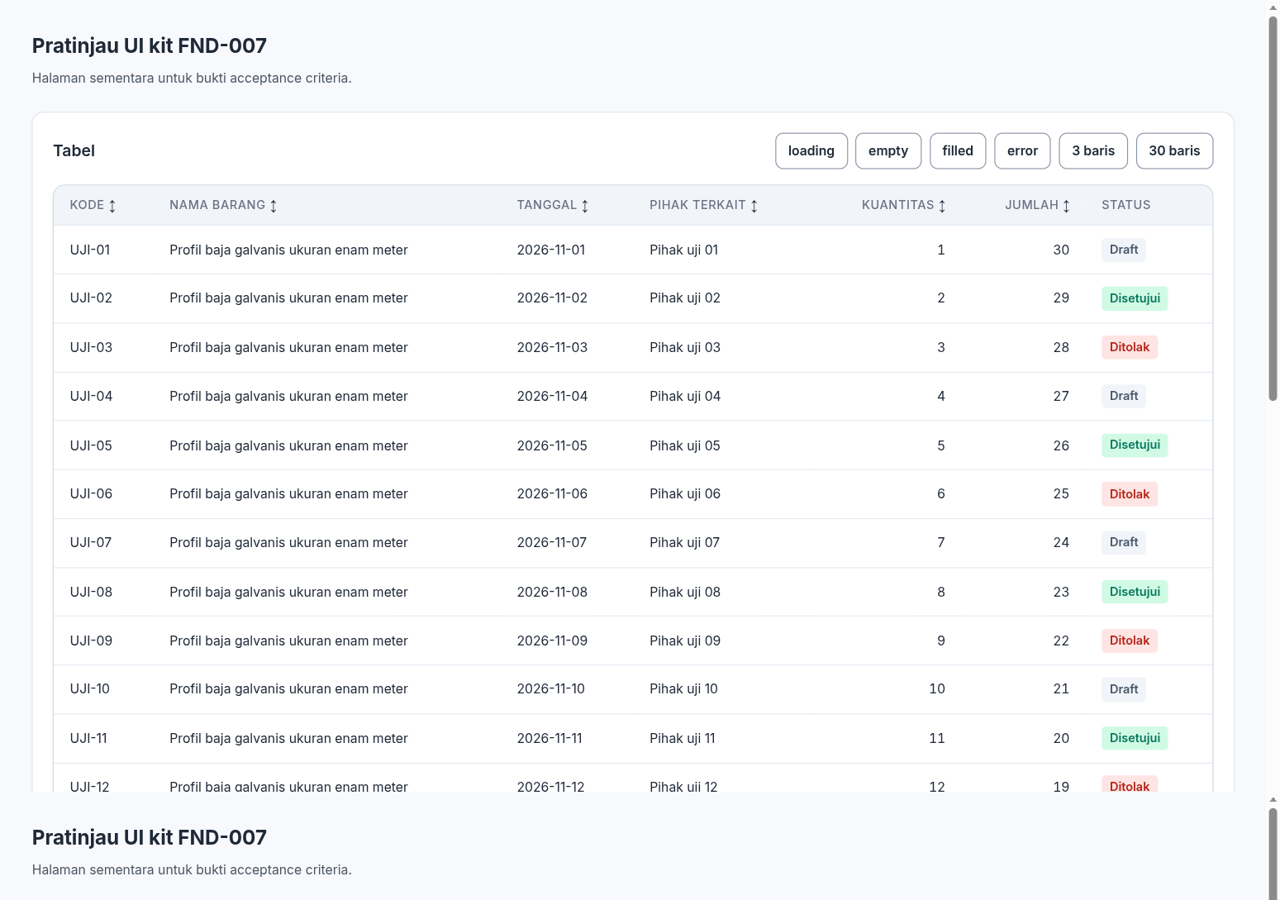 Pratinjau UI kit FND-007
Halaman sementara untuk bukti acceptance criteria.
Tabel loading empty filled error 3 baris 30 baris
KODE NAMA BARANG TANGGAL PIHAK TERKAIT KUANTITAS JUMLAH STATUS
UJI-01 Profil baja galvanis ukuran enam meter 2026-11-01 Pihak uji 01 1 30 Draft
UJI-02 Profil baja galvanis ukuran enam meter 2026-11-02 Pihak uji 02 2 29 Disetujui
UJI-03 Profil baja galvanis ukuran enam meter 2026-11-03 Pihak uji 03 3 28 Ditolak
UJI-04 Profil baja galvanis ukuran enam meter 2026-11-04 Pihak uji 04 4 27 Draft
UJI-05 Profil baja galvanis ukuran enam meter 2026-11-05 Pihak uji 05 5 26 Disetujui
UJI-06 Profil baja galvanis ukuran enam meter 2026-11-06 Pihak uji 06 6 25 Ditolak
UJI-07 Profil baja galvanis ukuran enam meter 2026-11-07 Pihak uji 07 7 24 Draft
UJI-08 Profil baja galvanis ukuran enam meter 2026-11-08 Pihak uji 08 8 23 Disetujui
UJI-09 Profil baja galvanis ukuran enam meter 2026-11-09 Pihak uji 09 9 22 Ditolak
UJI-10 Profil baja galvanis ukuran enam meter 2026-11-10 Pihak uji 10 10 21 Draft
UJI-11 Profil baja galvanis ukuran enam meter 2026-11-11 Pihak uji 11 11 20 Disetujui
UJI-12 Profil baja galvanis ukuran enam meter 2026-11-12 Pihak uji 12 12 19 Ditolak
Pratinjau UI kit FND-007
Halaman sementara untuk bukti acceptance criteria.